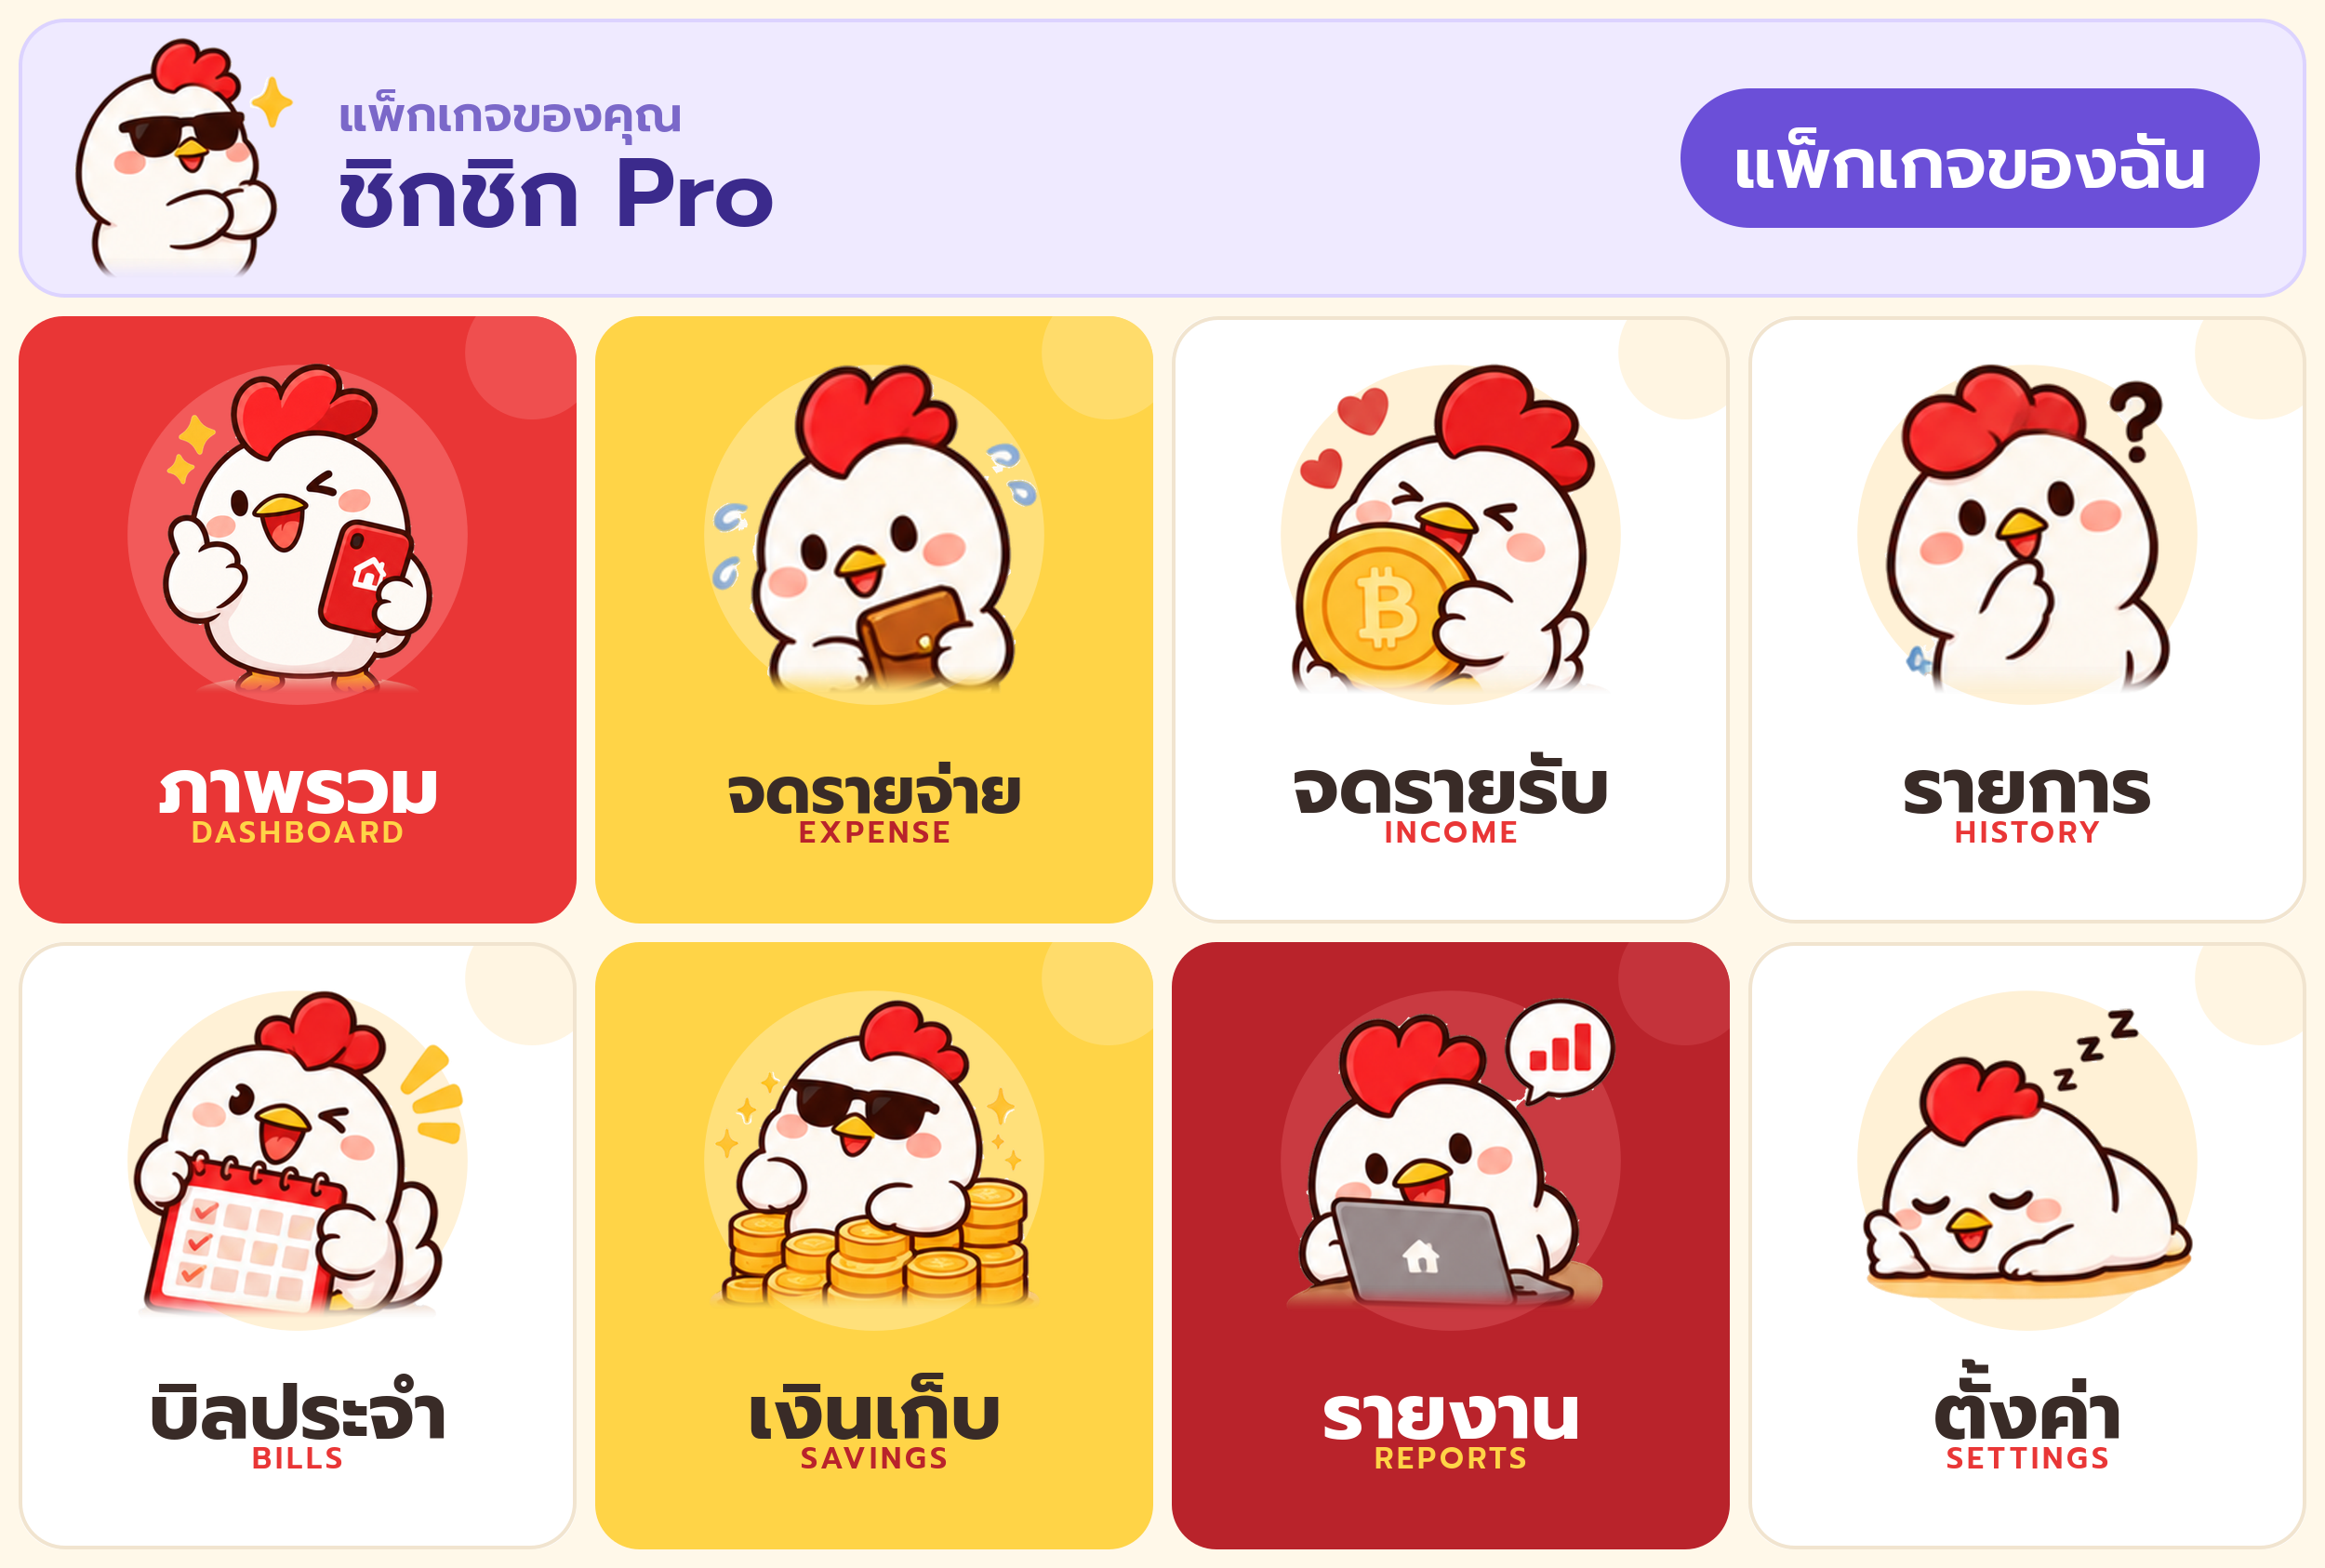 แพ็กเกจของคุณ
ชิกชิก Pro
แพ็กเกจของฉัน
?
ภาพรวม
DASHBOARD
จดรายจ่าย
EXPENSE
จดรายรับ
INCOME
รายการ
HISTORY
z z z
บิลประจำ
BILLS
เงินเก็บ
SAVINGS
รายงาน
REPORTS
ตั้งค่า
SETTINGS